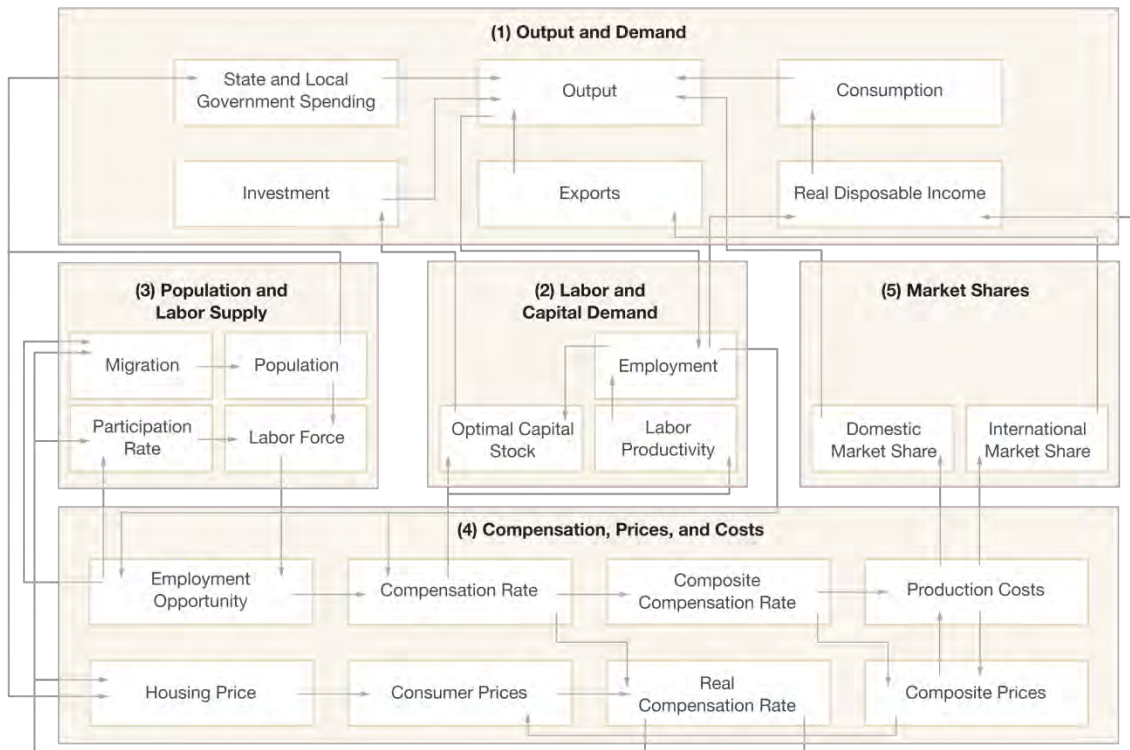 (1) Output and Demand
State and Local
Government Spending
Output
Consumption
Investment
Exports
Real Disposable Income
(3) Population and
Labor Supply
Migration
Population
Participation
Rate
Labor Force
(2) Labor and
Capital Demand
Employment
Optimal Capital
Stock
Labor
Productivity
(5) Market Shares
Domestic
Market Share
International
Market Share
(4) Compensation, Prices, and Costs
Employment
Opportunity
Compensation Rate
Composite
Compensation Rate
Production Costs
Housing Price
Consumer Prices
Real
Compensation Rate
Composite Prices